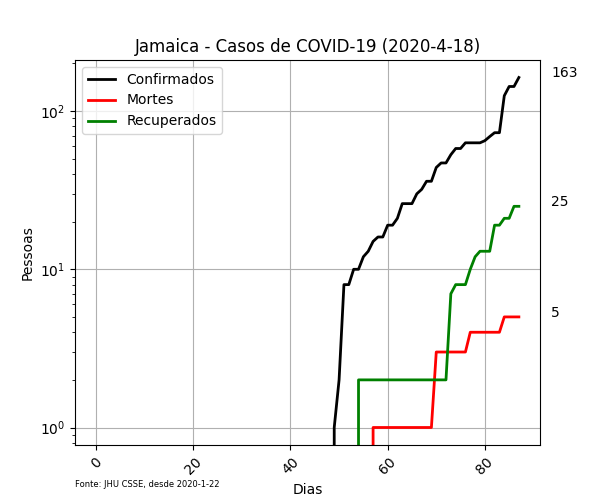 Jamaica - Casos de COVID-19 (2020-4-18)
Confirmados
Mortes
Recuperados
163
25
5
10²
10¹
10⁰
Pessoas
0 20 40 60 80
Fonte: JHU CSSE, desde 2020-1-22
Dias